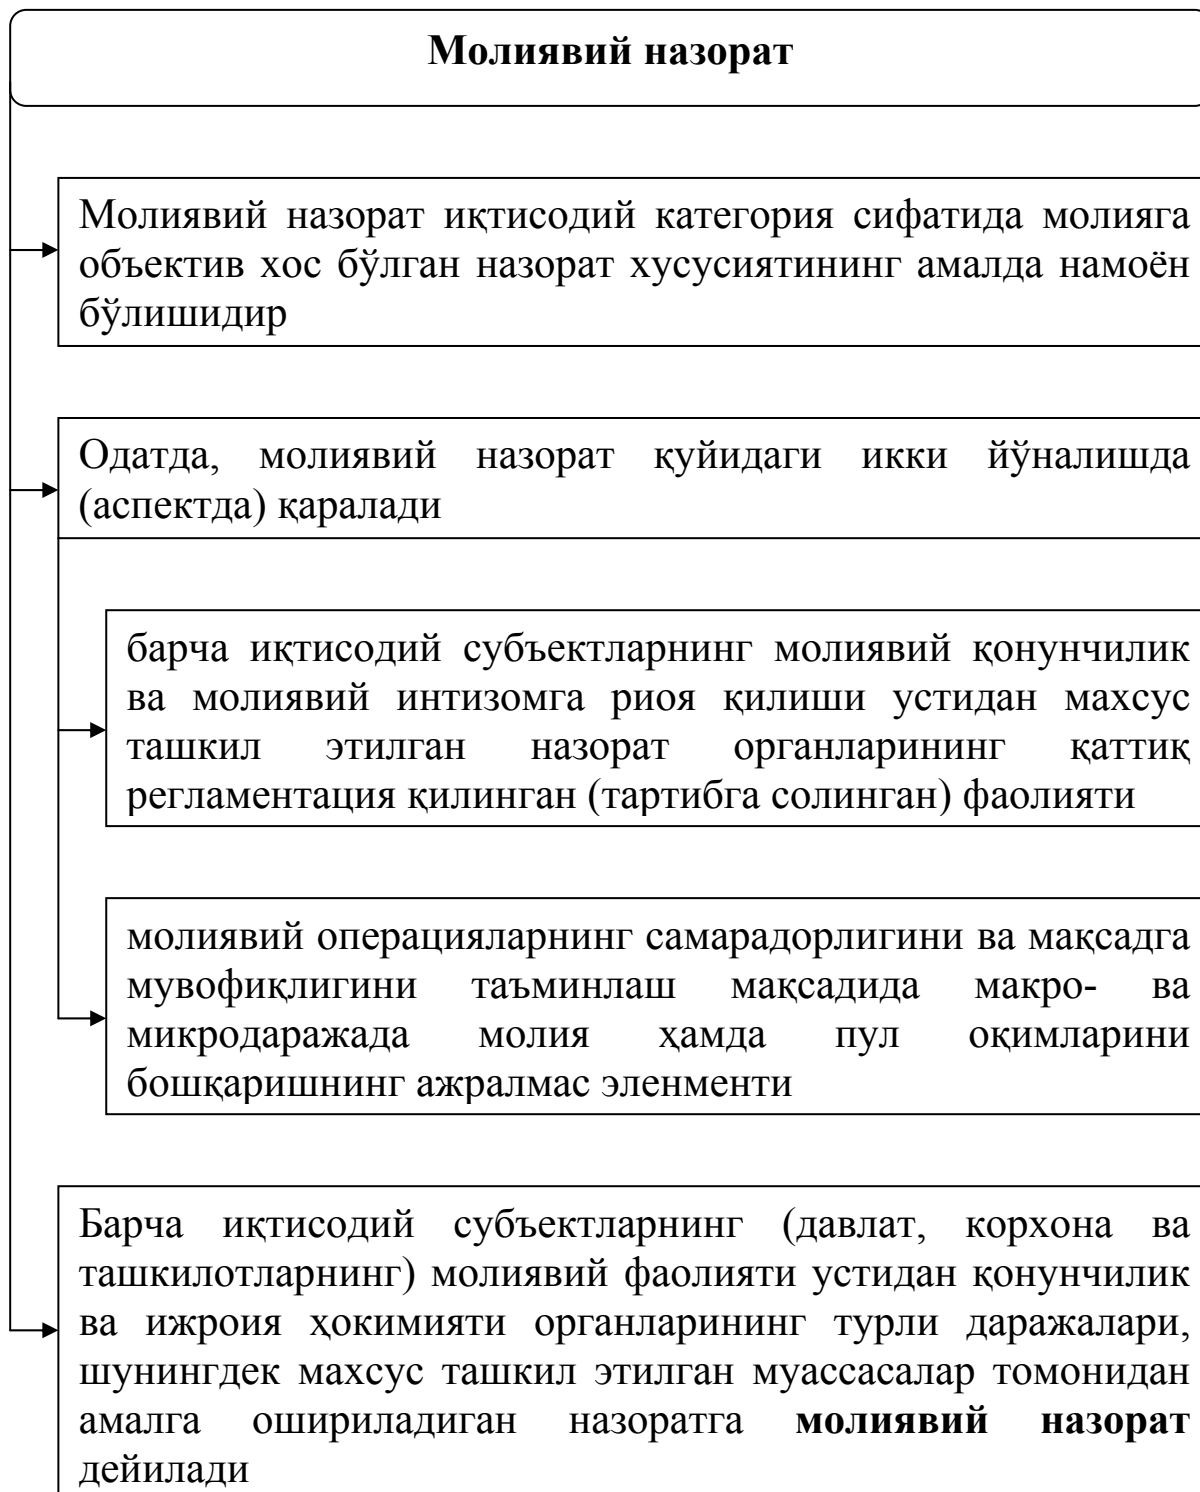 Молиявий назорат
Молиявий назорат иқтисодий категория сифатида молияга
объектив хос бўлган назорат хусусиятининг амалда намоён
бўлишидир
Одатда, молиявий назорат қуйидаги икки йўналишда
(аспектда) қаралади
барча иқтисодий субъектларнинг молиявий қонунчилик
ва молиявий интизомга риоя қилиши устидан махсус
ташкил этилган назорат органларининг қаттиқ
регламентация қилинган (тартибга солинган) фаолияти
молиявий операцияларнинг самарадорлигини ва мақсадга
мувофиқлигини таъминлаш мақсадида макро- ва
микродаражада молия ҳамда пул оқимларини
бошқаришнинг ажралмас эленменти
Барча иқтисодий субъектларнинг (давлат, корхона ва
ташкилотларнинг) молиявий фаолияти устидан қонунчилик
ва ижроия ҳокимияти органларининг турли даражалари,
шунингдек махсус ташкил этилган муассасалар томонидан
амалга ошириладиган назоратга молиявий назорат
дейилади